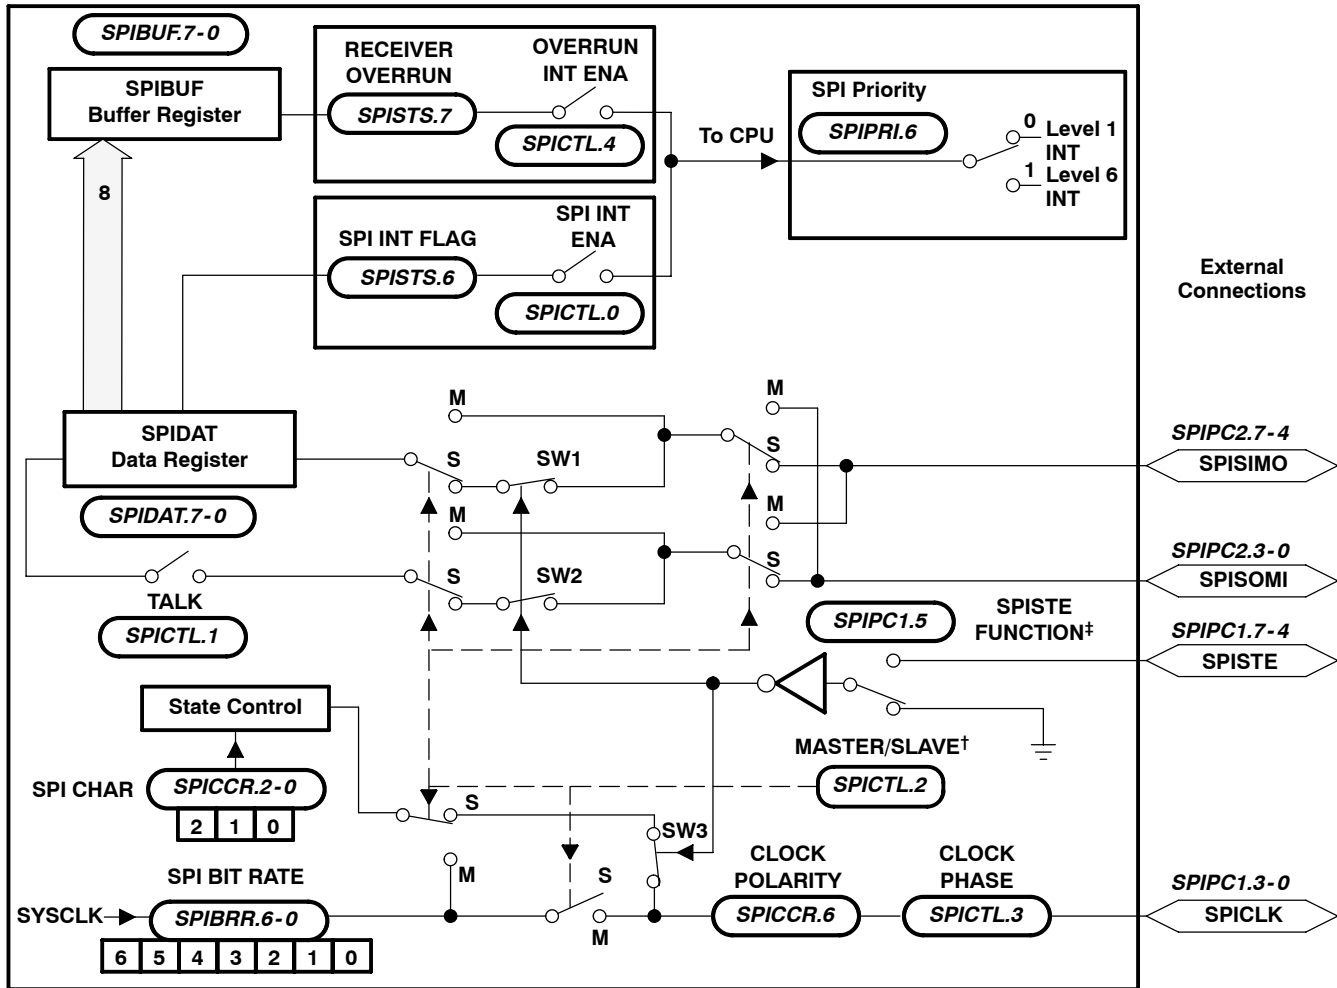 SPIBUF.7-0
SPIBUF
Buffer Register
8
RECEIVER
OVERRUN
SPISTS.7
OVERRUN
INT ENA
SPICTL.4
To CPU
SPI Priority
SPIPRI.6
0
Level 1
INT
1
Level 6
INT
SPI INT FLAG
SPISTS.6
SPI INT
ENA
SPICTL.0
External
Connections
SPIDAT
Data Register
SPIDAT.7-0
M
S
SW1
M
S
SPIPC2.7-4
SPISIMO
M
S
SW2
M
S
SPIPC2.3-0
SPISOMI
TALK
SPICTL.1
SPIPC1.5
SPISTE
FUNCTION‡
SPIPC1.7-4
SPISTE
State Control
MASTER/SLAVE†
SPICTL.2
SPI CHAR
SPICCR.2-0
2 1 0
S
M
SW3
SPI BIT RATE
SYSCLK
SPIBRR.6-0
6 5 4 3 2 1 0
S
M
CLOCK
POLARITY
SPICCR.6
CLOCK
PHASE
SPICTL.3
SPIPC1.3-0
SPICLK